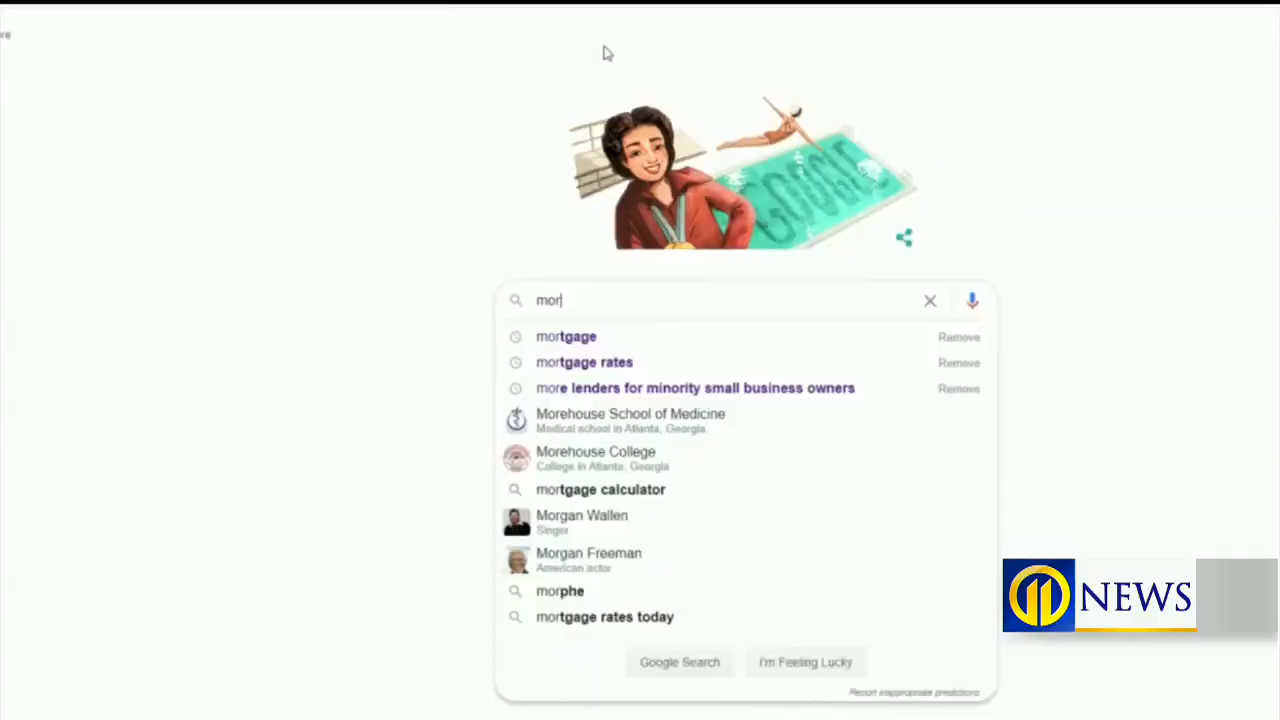 GOOGLE
mor
mortgage Remove
mortgage rates Remove
more lenders for minority small business owners Remove
Morehouse School of Medicine
Medical school in Atlanta, Georgia
Morehouse College
College in Atlanta, Georgia
mortgage calculator
Morgan Wallen
Singer
Morgan Freeman
American actor
morphe
mortgage rates today
Google Search I'm Feeling Lucky
Report inappropriate predictions
11 NEWS